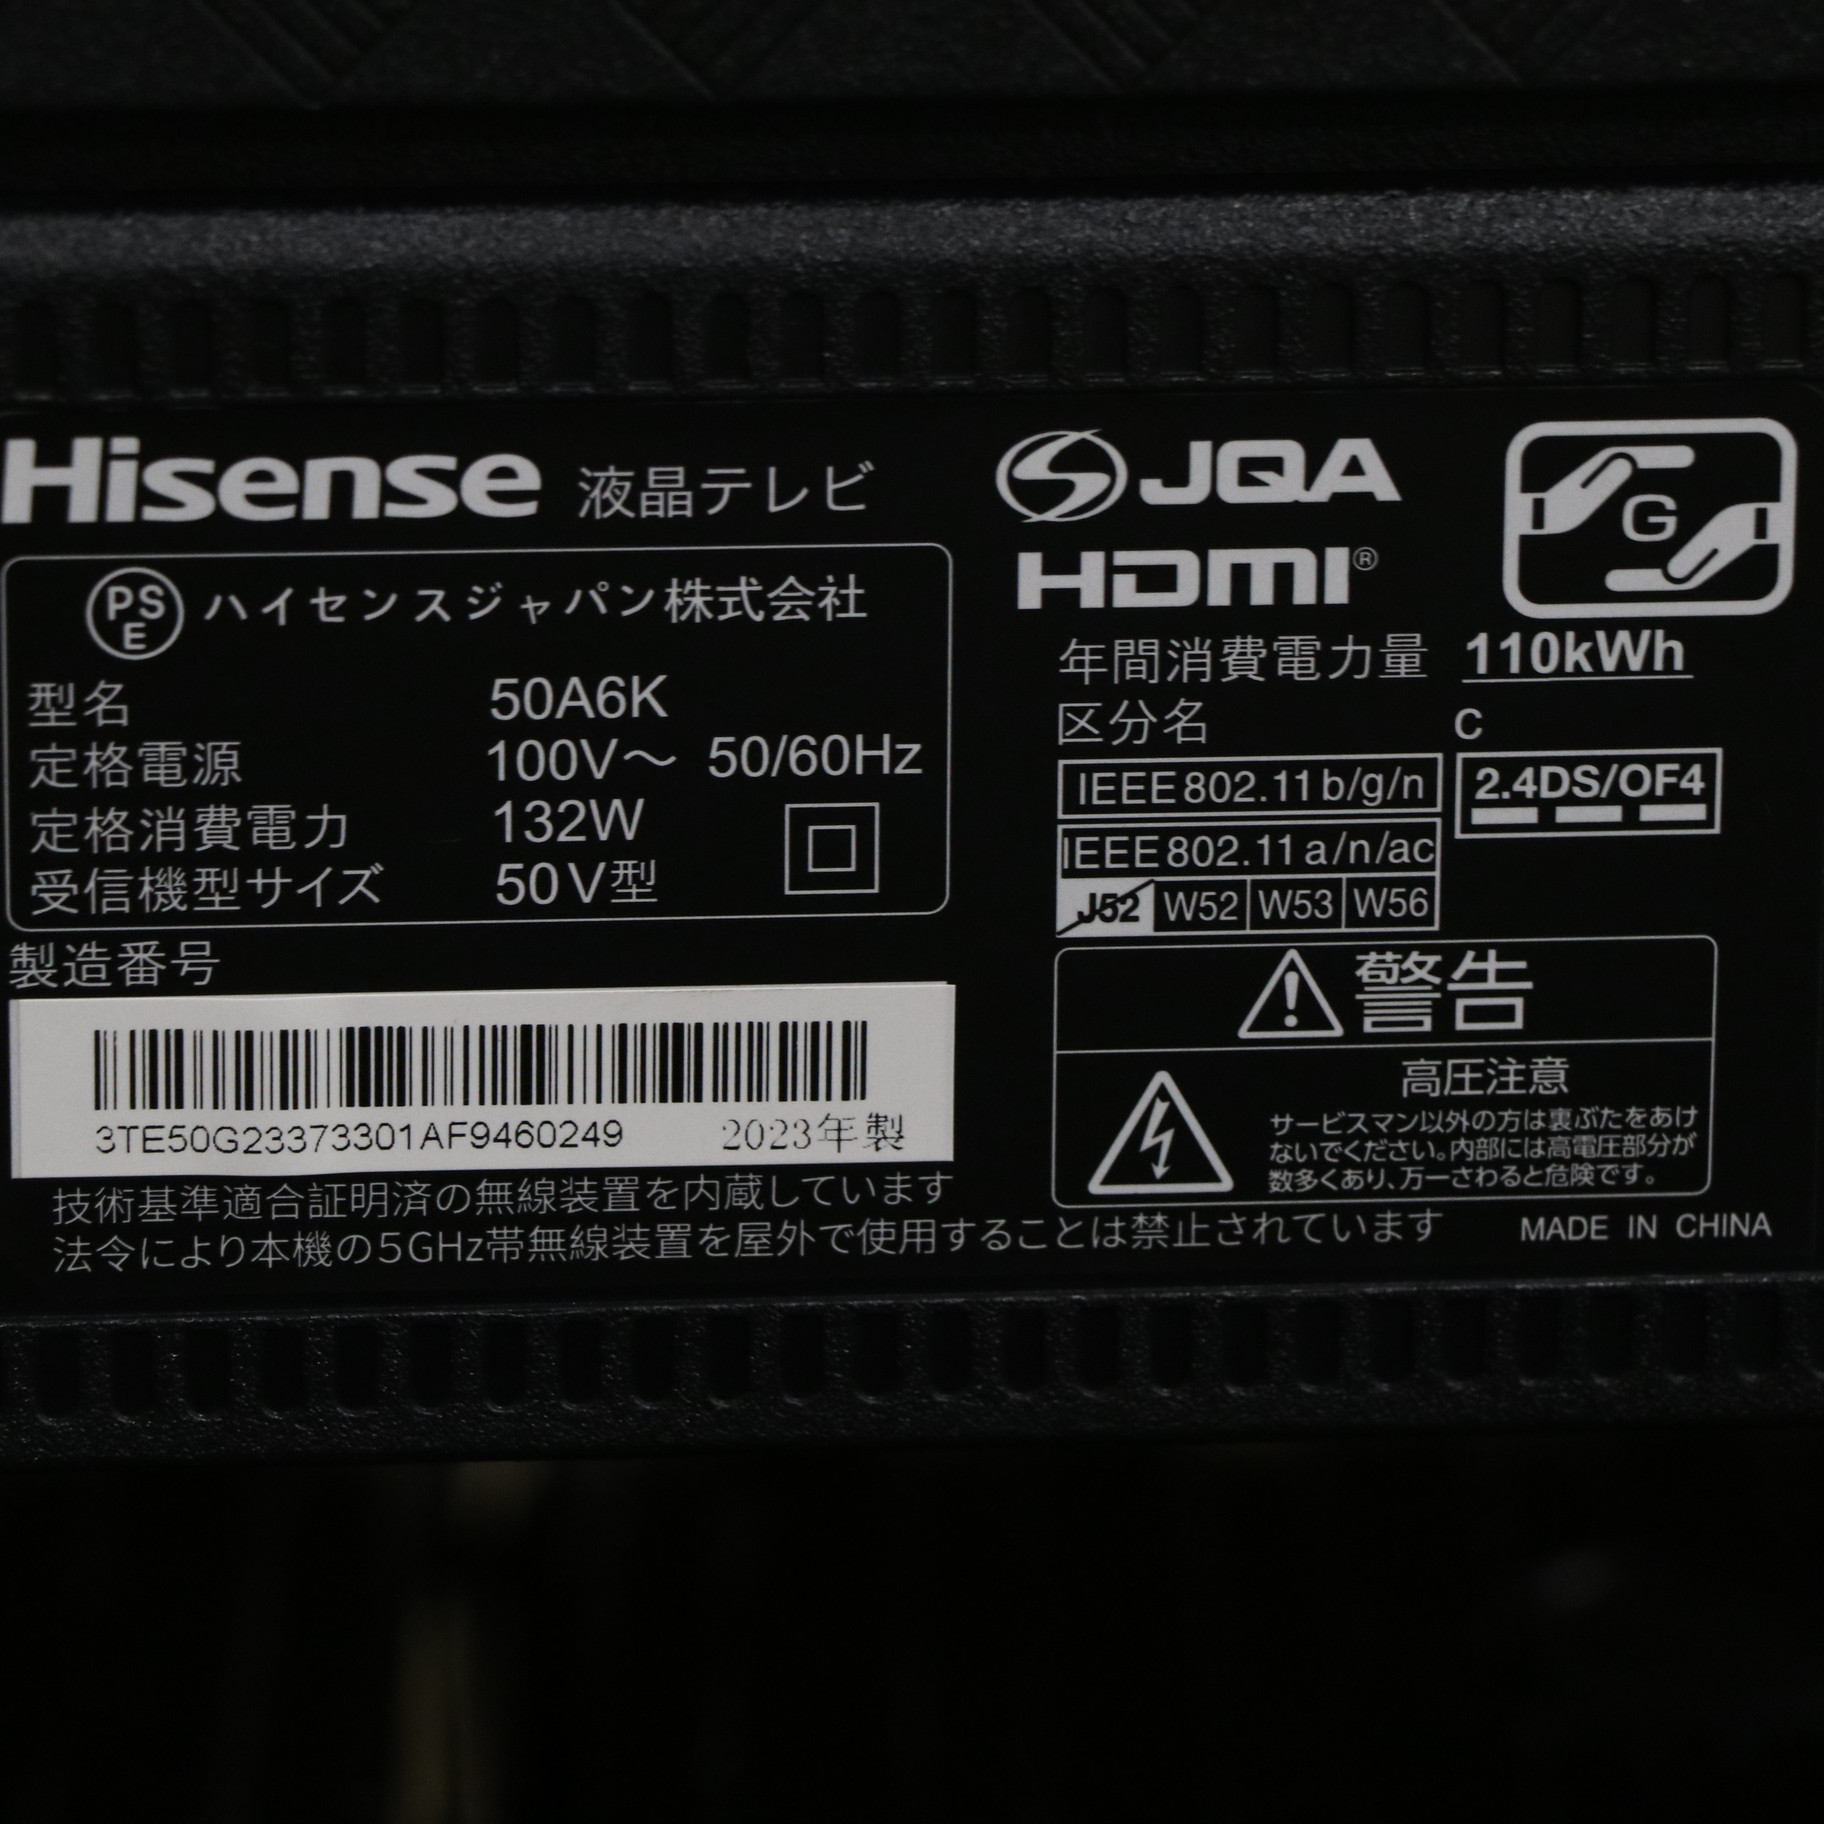 Hisense 液晶テレビ
PSE ハイセンスジャパン株式会社
型名 50A6K
定格電源 100V～ 50/60Hz
定格消費電力 132W
受信機型サイズ 50V型
製造番号
3TE50G23373301AF9460249 2023年製
JQA
HDMI®
G
年間消費電力量 110kWh
区分名 C
IEEE802.11b/g/n
2.4DS/OF4
IEEE802.11a/n/ac
J52 W52 W53 W56
警告
高圧注意
サービスマン以外の方は裏ぶたをあけ
ないでください。内部には高電圧部分が
数多くあり、万一さわると危険です。
技術基準適合証明済の無線装置を内蔵しています
法令により本機の5GHz帯無線装置を屋外で使用することは禁止されています
MADE IN CHINA